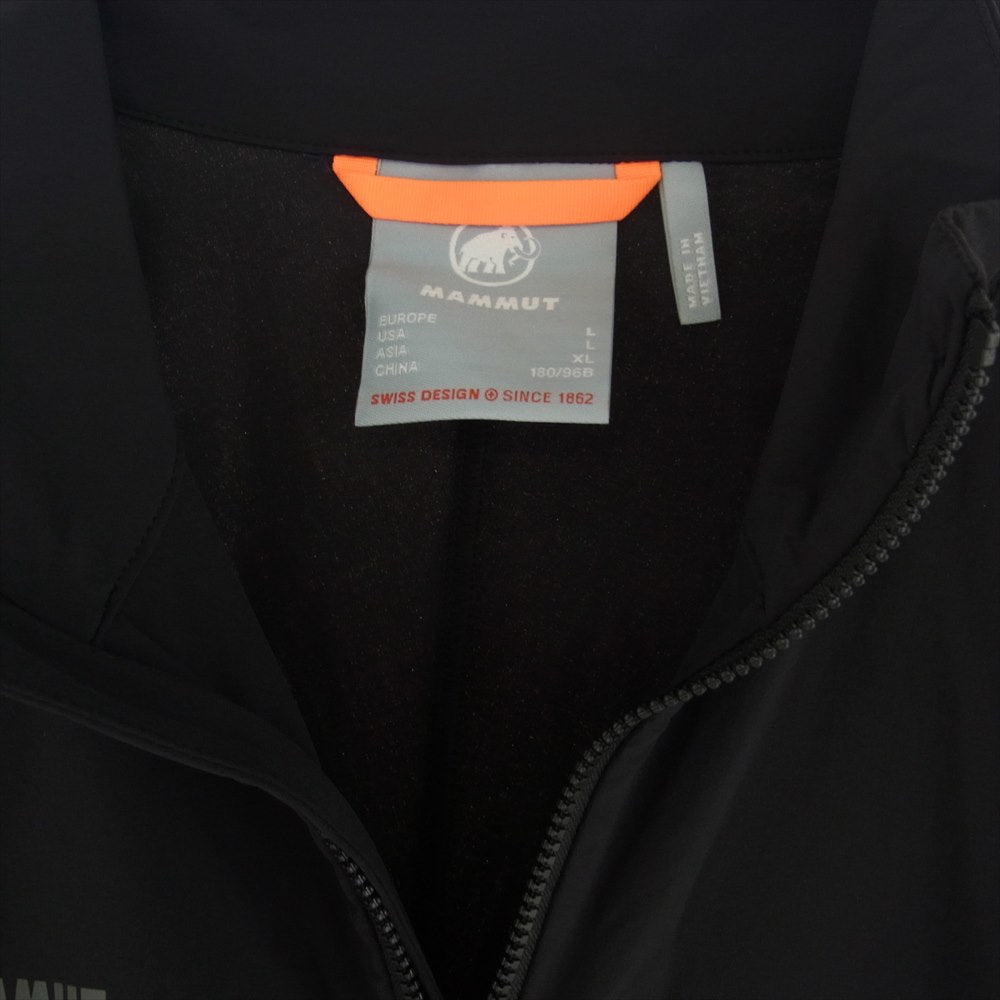 MAMMUT
EUROPE L
USA L
ASIA XL
CHINA 180/96B
SWISS DESIGN SINCE 1862
MADE IN
VIETNAM